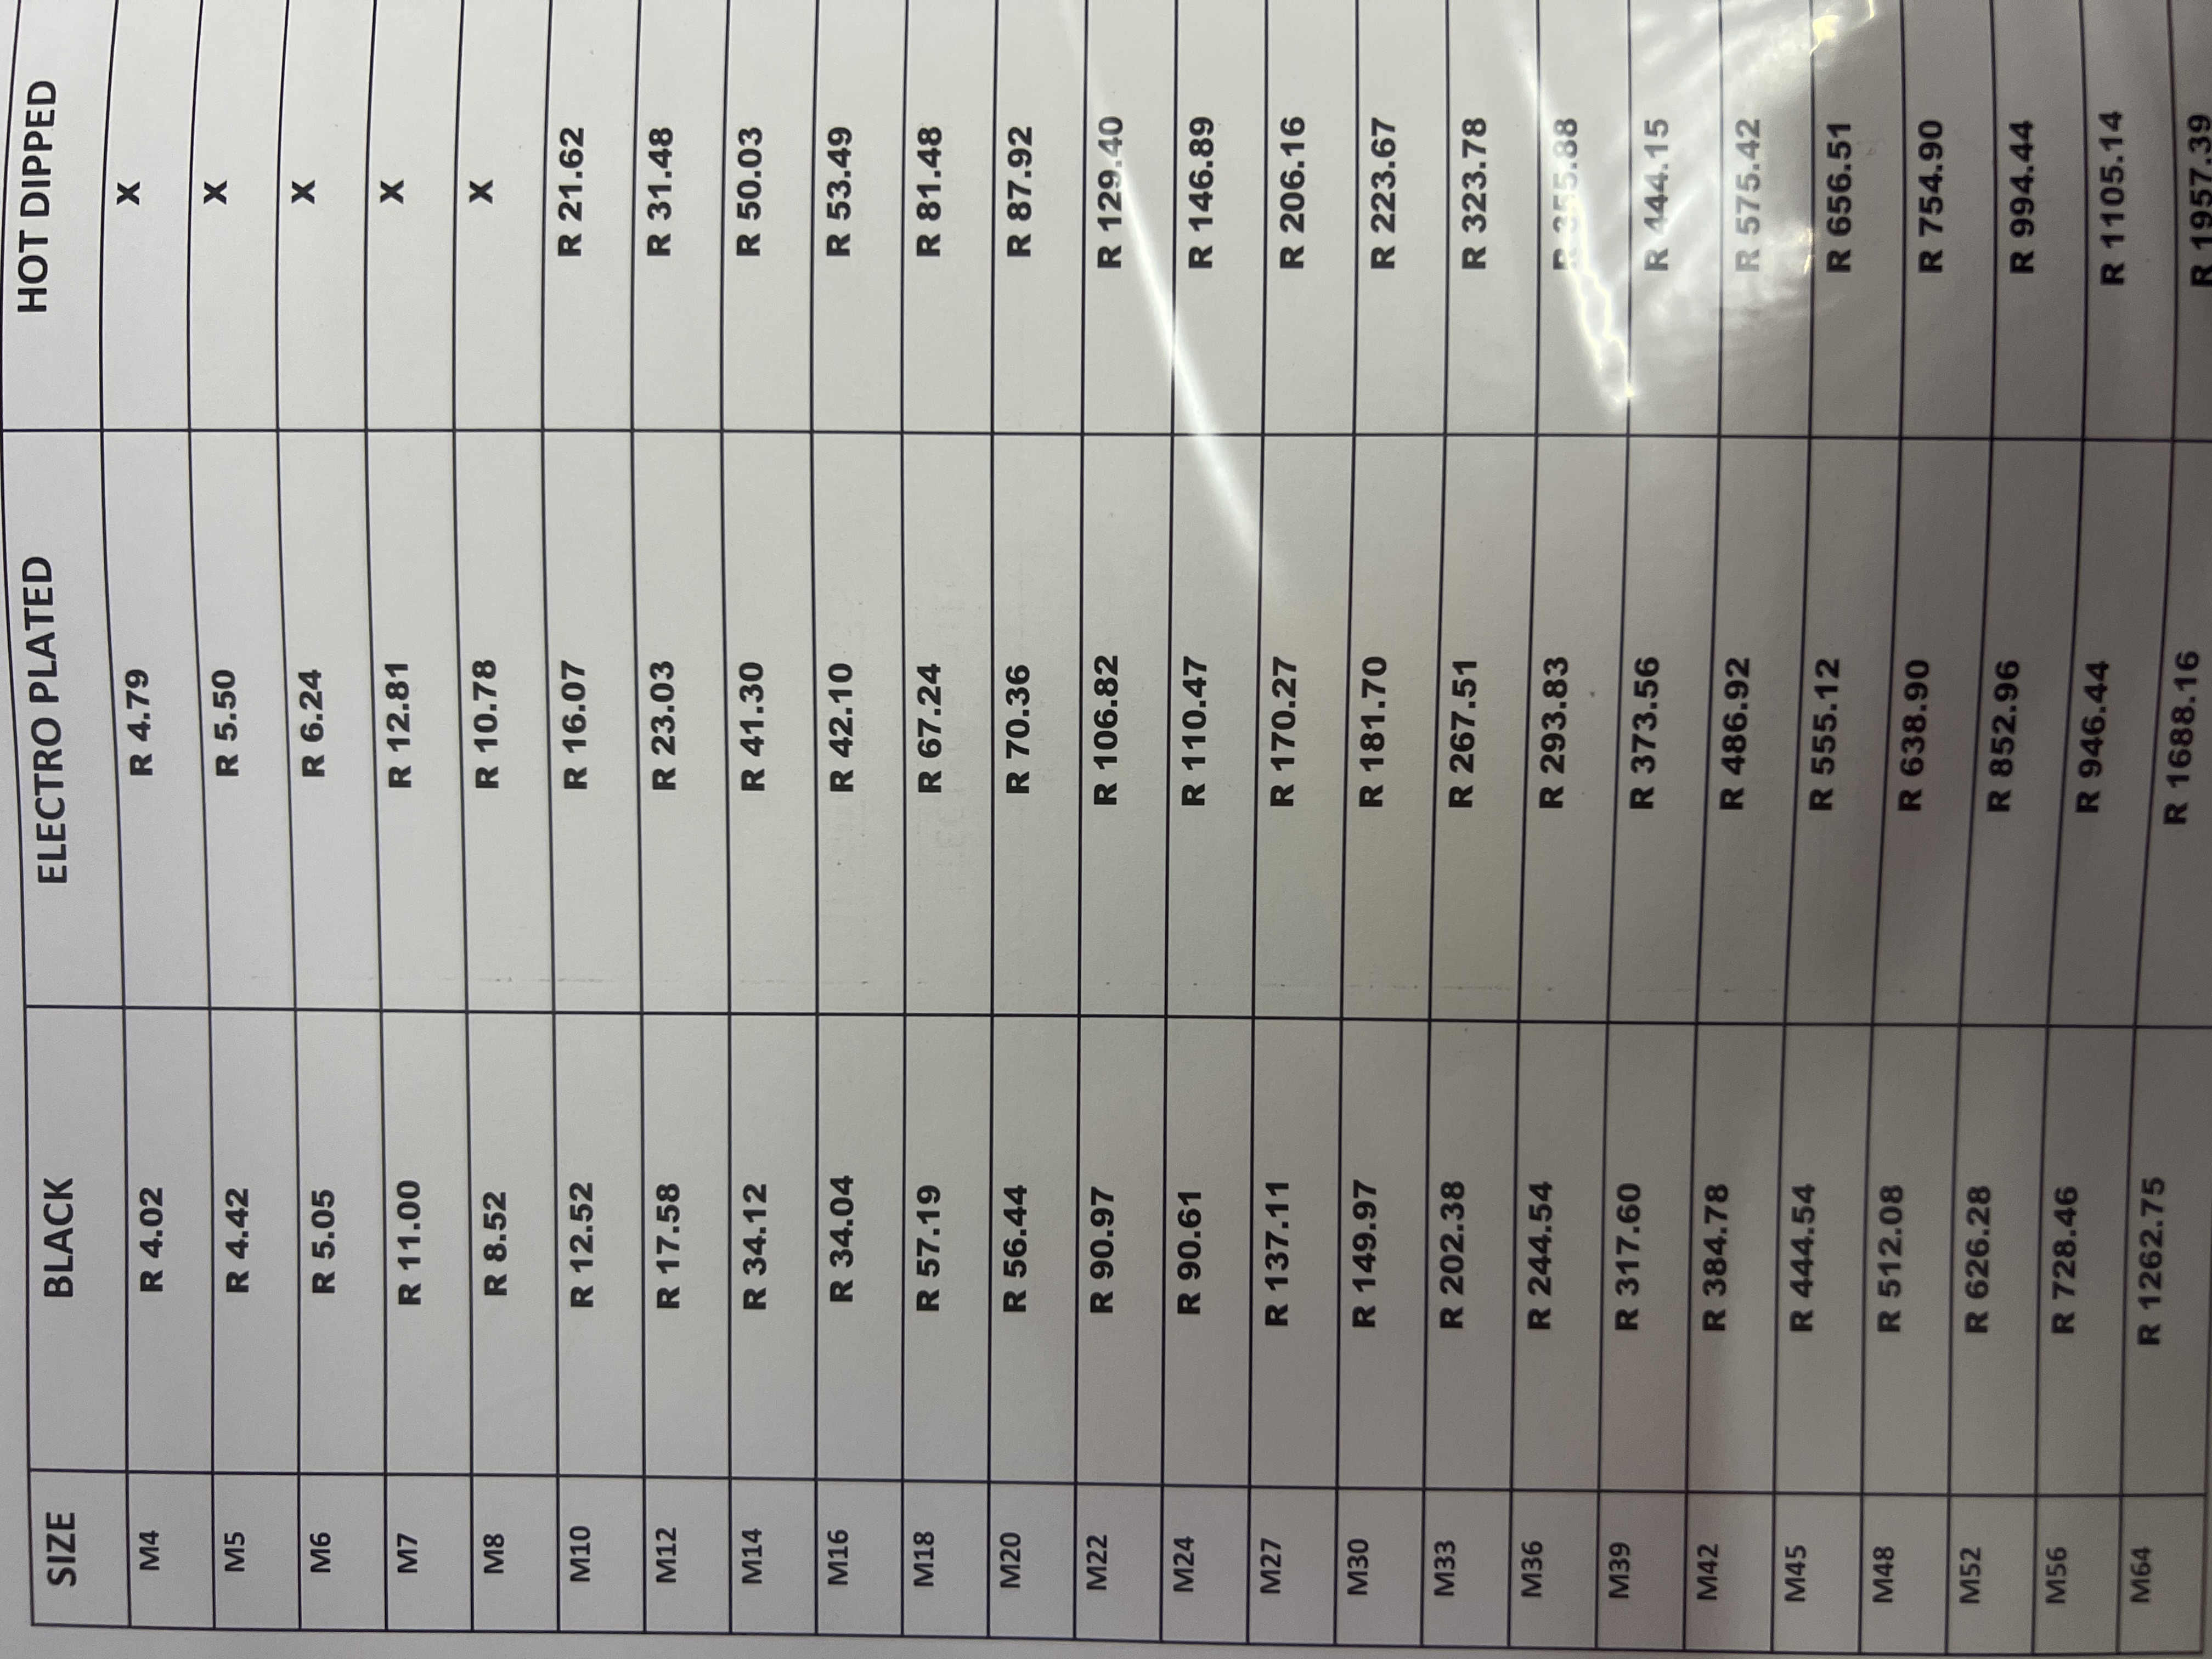 SIZE BLACK ELECTRO PLATED HOT DIPPED
M4 R 4.02 R 4.79 X
M5 R 4.42 R 5.50 X
M6 R 5.05 R 6.24 X
M7 R 11.00 R 12.81 X
M8 R 8.52 R 10.78 X
M10 R 12.52 R 16.07 R 21.62
M12 R 17.58 R 23.03 R 31.48
M14 R 34.12 R 41.30 R 50.03
M16 R 34.04 R 42.10 R 53.49
M18 R 57.19 R 67.24 R 81.48
M20 R 56.44 R 70.36 R 87.92
M22 R 90.97 R 106.82 R 129.40
M24 R 90.61 R 110.47 R 146.89
M27 R 137.11 R 170.27 R 206.16
M30 R 149.97 R 181.70 R 223.67
M33 R 202.38 R 267.51 R 323.78
M36 R 244.54 R 293.83 R 355.88
M39 R 317.60 R 373.56 R 444.15
M42 R 384.78 R 486.92 R 575.42
M45 R 444.54 R 555.12 R 656.51
M48 R 512.08 R 638.90 R 754.90
M52 R 626.28 R 852.96 R 994.44
M56 R 728.46 R 946.44 R 1105.14
M64 R 1262.75 R 1688.16 R 1957.39